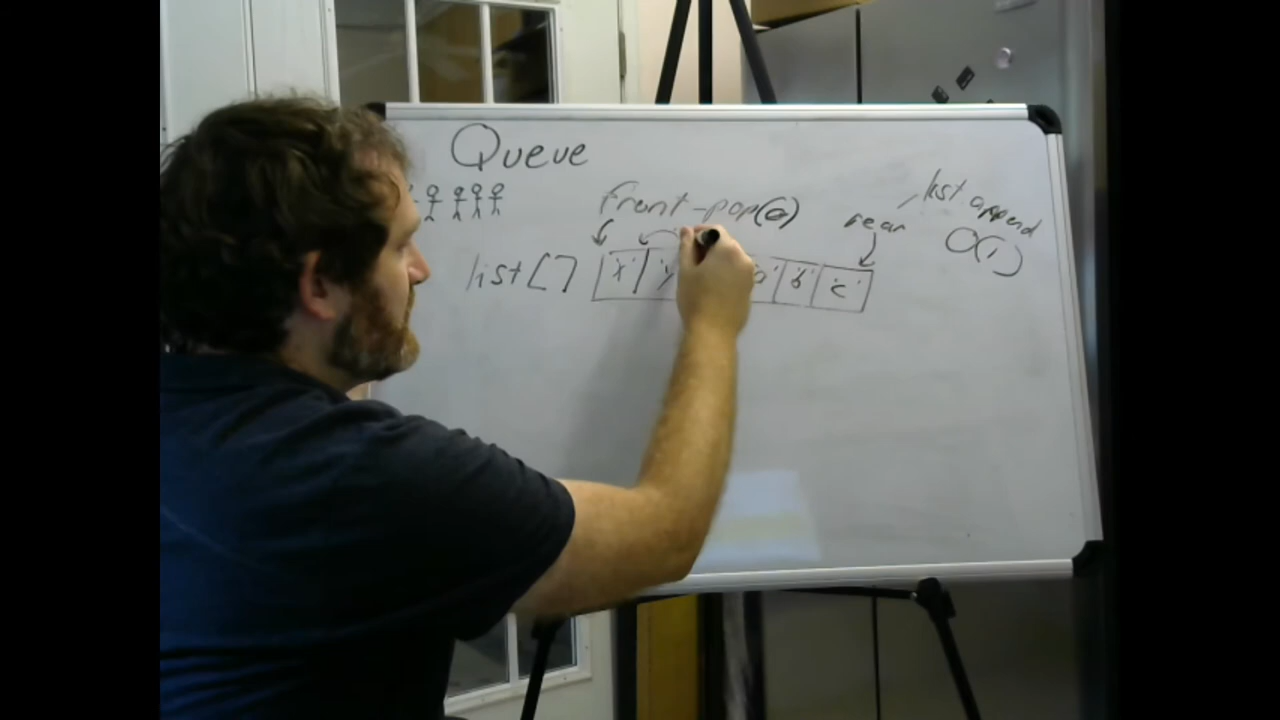 Queue
front-pop(0)
rear
list append
O(1)
list[] 'x' 'y' 'b' 'c'